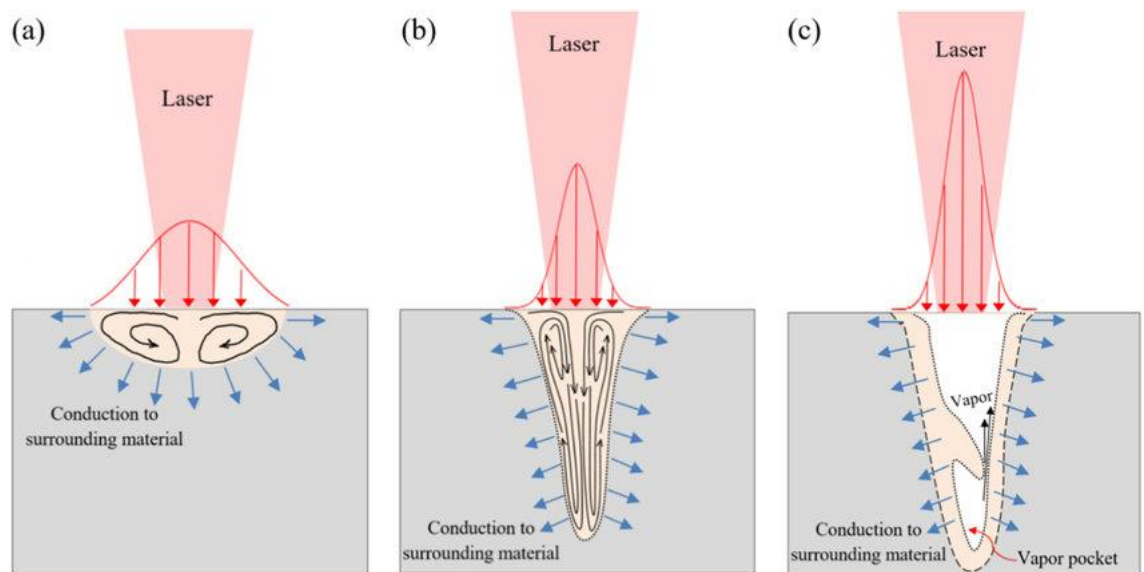 (a)
Laser
Conduction to
surrounding material
(b)
Laser
Conduction to
surrounding material
(c)
Laser
Vapor
Conduction to
surrounding material
Vapor pocket